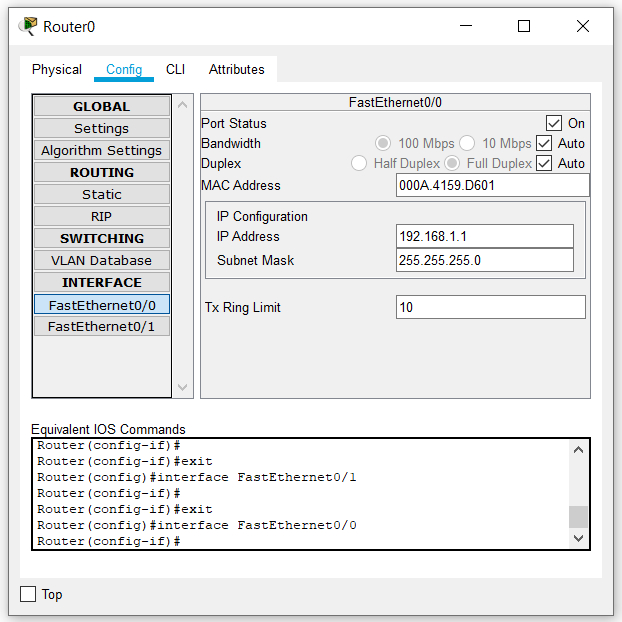 Router0
Physical Config CLI Attributes
GLOBAL
Settings
Algorithm Settings
ROUTING
Static
RIP
SWITCHING
VLAN Database
INTERFACE
FastEthernet0/0
FastEthernet0/1
FastEthernet0/0
Port Status On
Bandwidth 100 Mbps 10 Mbps Auto
Duplex Half Duplex Full Duplex Auto
MAC Address 000A.4159.D601
IP Configuration
IP Address 192.168.1.1
Subnet Mask 255.255.255.0
Tx Ring Limit 10
Equivalent IOS Commands
Router(config-if)#
Router(config-if)#exit
Router(config)#interface FastEthernet0/1
Router(config-if)#
Router(config-if)#exit
Router(config)#interface FastEthernet0/0
Router(config-if)#
Top